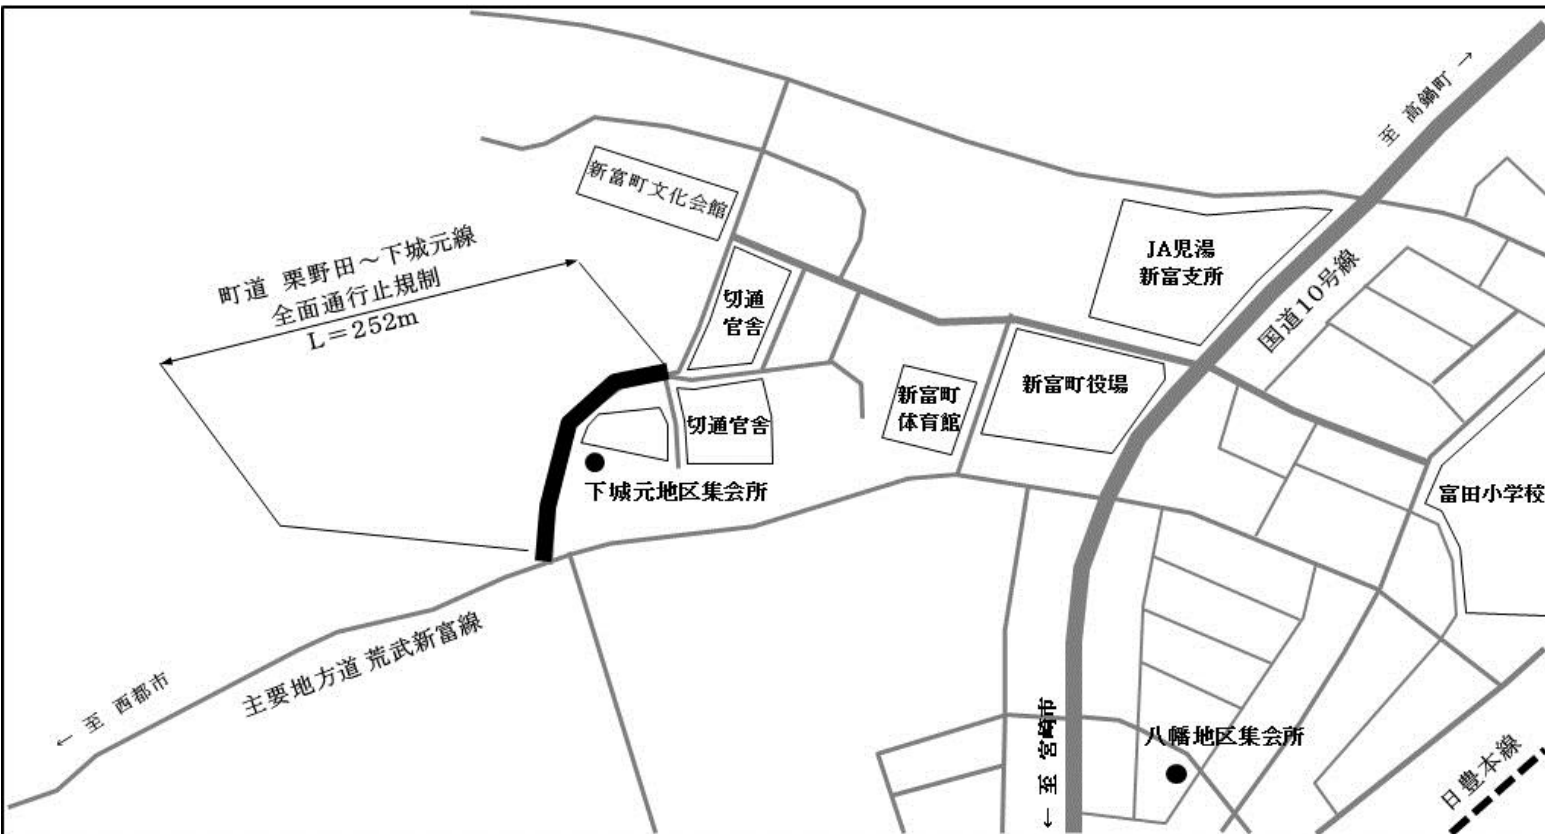 至 高鍋町 →
新富町文化会館
町道 栗野田～下城元線
全面通行止規制
L＝252m
JA児湯
新富支所
国道10号線
切通
官舎
新富町役場
新富町
体育館
切通官舎
下城元地区集会所
富田小学校
主要地方道 荒武新富線
← 至 西都市
← 至 宮崎市
八幡地区集会所
日豊本線